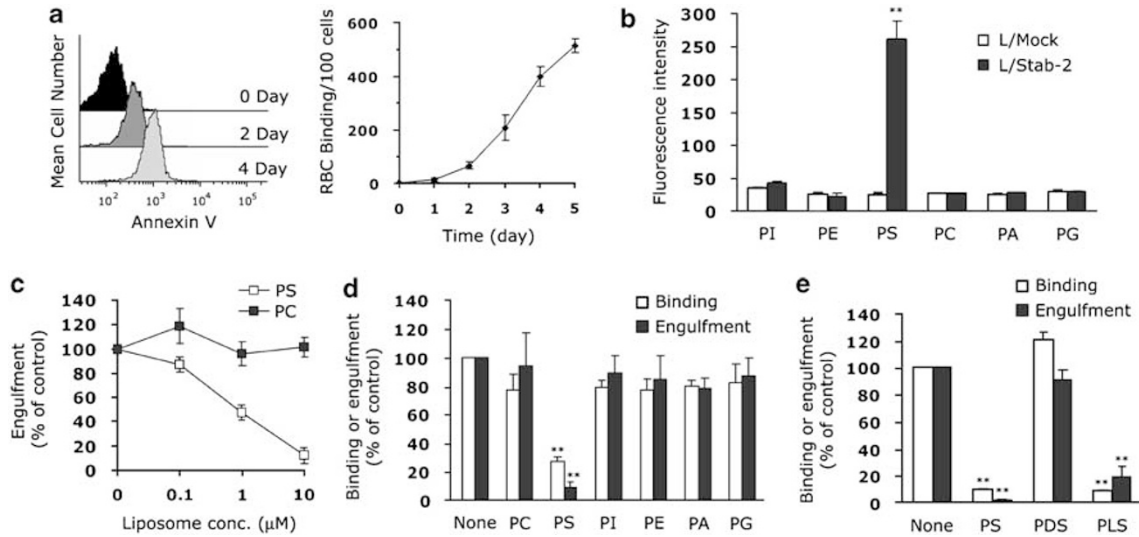 a
Mean Cell Number
0 Day
2 Day
4 Day
10² 10³ 10⁴ 10⁵
Annexin V
RBC Binding/100 cells
600
400
200
0
0 1 2 3 4 5
Time (day)
b
Fluorescence intensity
300
250
200
150
100
50
0
**
L/Mock
L/Stab-2
PI PE PS PC PA PG
c
Engulfment
(% of control)
140
120
100
80
60
40
20
0
PS
PC
0 0.1 1 10
Liposome conc. (μM)
d
Binding or engulfment
(% of control)
140
120
100
80
60
40
20
0
Binding
Engulfment
**
**
None PC PS PI PE PA PG
e
Binding or engulfment
(% of control)
140
120
100
80
60
40
20
0
Binding
Engulfment
**
**
**
**
None PS PDS PLS